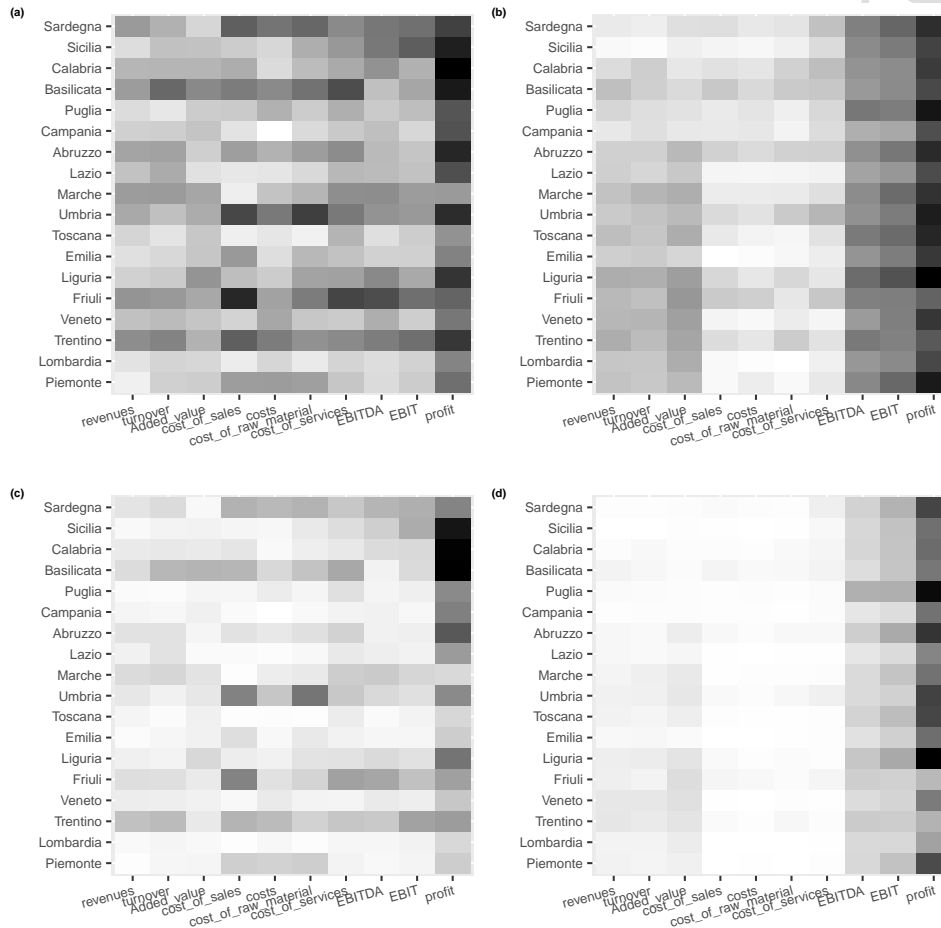 (a)
Sardegna
Sicilia
Calabria
Basilicata
Puglia
Campania
Abruzzo
Lazio
Marche
Umbria
Toscana
Emilia
Liguria
Friuli
Veneto
Trentino
Lombardia
Piemonte
revenues
turnover
Added_value
cost_of_sales
costs
cost_of_raw_material
cost_of_services
EBITDA
EBIT
profit
(b)
Sardegna
Sicilia
Calabria
Basilicata
Puglia
Campania
Abruzzo
Lazio
Marche
Umbria
Toscana
Emilia
Liguria
Friuli
Veneto
Trentino
Lombardia
Piemonte
revenues
turnover
Added_value
cost_of_sales
costs
cost_of_raw_material
cost_of_services
EBITDA
EBIT
profit
(c)
Sardegna
Sicilia
Calabria
Basilicata
Puglia
Campania
Abruzzo
Lazio
Marche
Umbria
Toscana
Emilia
Liguria
Friuli
Veneto
Trentino
Lombardia
Piemonte
revenues
turnover
Added_value
cost_of_sales
costs
cost_of_raw_material
cost_of_services
EBITDA
EBIT
profit
(d)
Sardegna
Sicilia
Calabria
Basilicata
Puglia
Campania
Abruzzo
Lazio
Marche
Umbria
Toscana
Emilia
Liguria
Friuli
Veneto
Trentino
Lombardia
Piemonte
revenues
turnover
Added_value
cost_of_sales
costs
cost_of_raw_material
cost_of_services
EBITDA
EBIT
profit